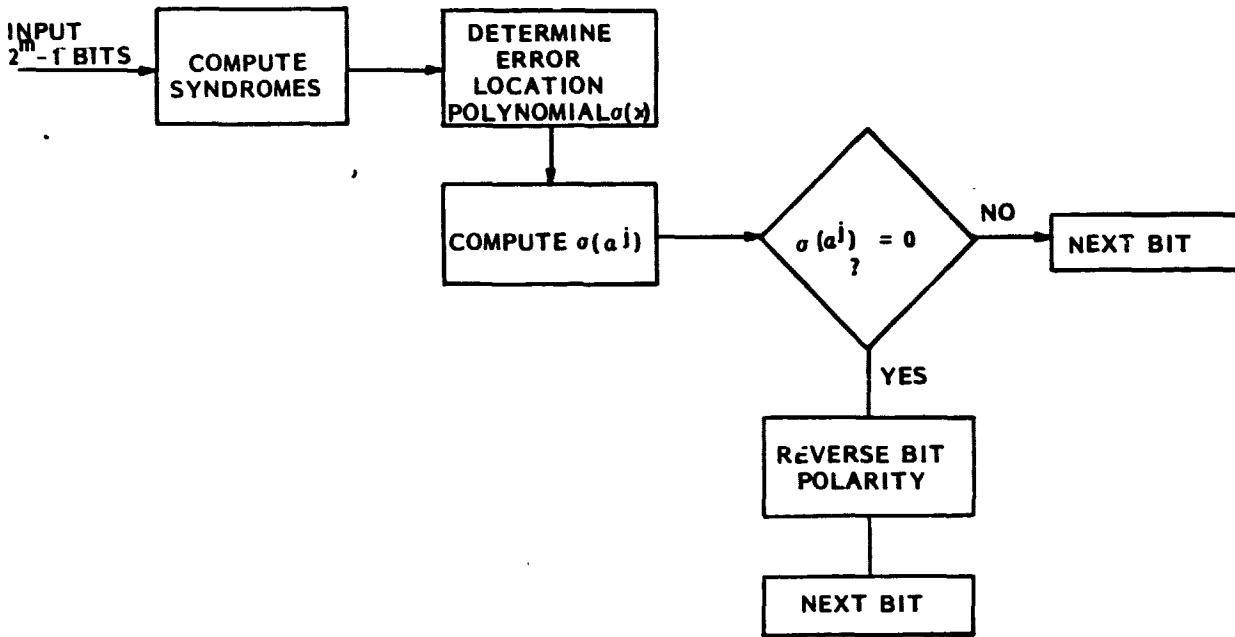 INPUT
2^m - 1 BITS
COMPUTE
SYNDROMES
DETERMINE
ERROR
LOCATION
POLYNOMIAL σ(x)
COMPUTE σ(α^j)
σ(α^j) = 0
?
NO
NEXT BIT
YES
REVERSE BIT
POLARITY
NEXT BIT